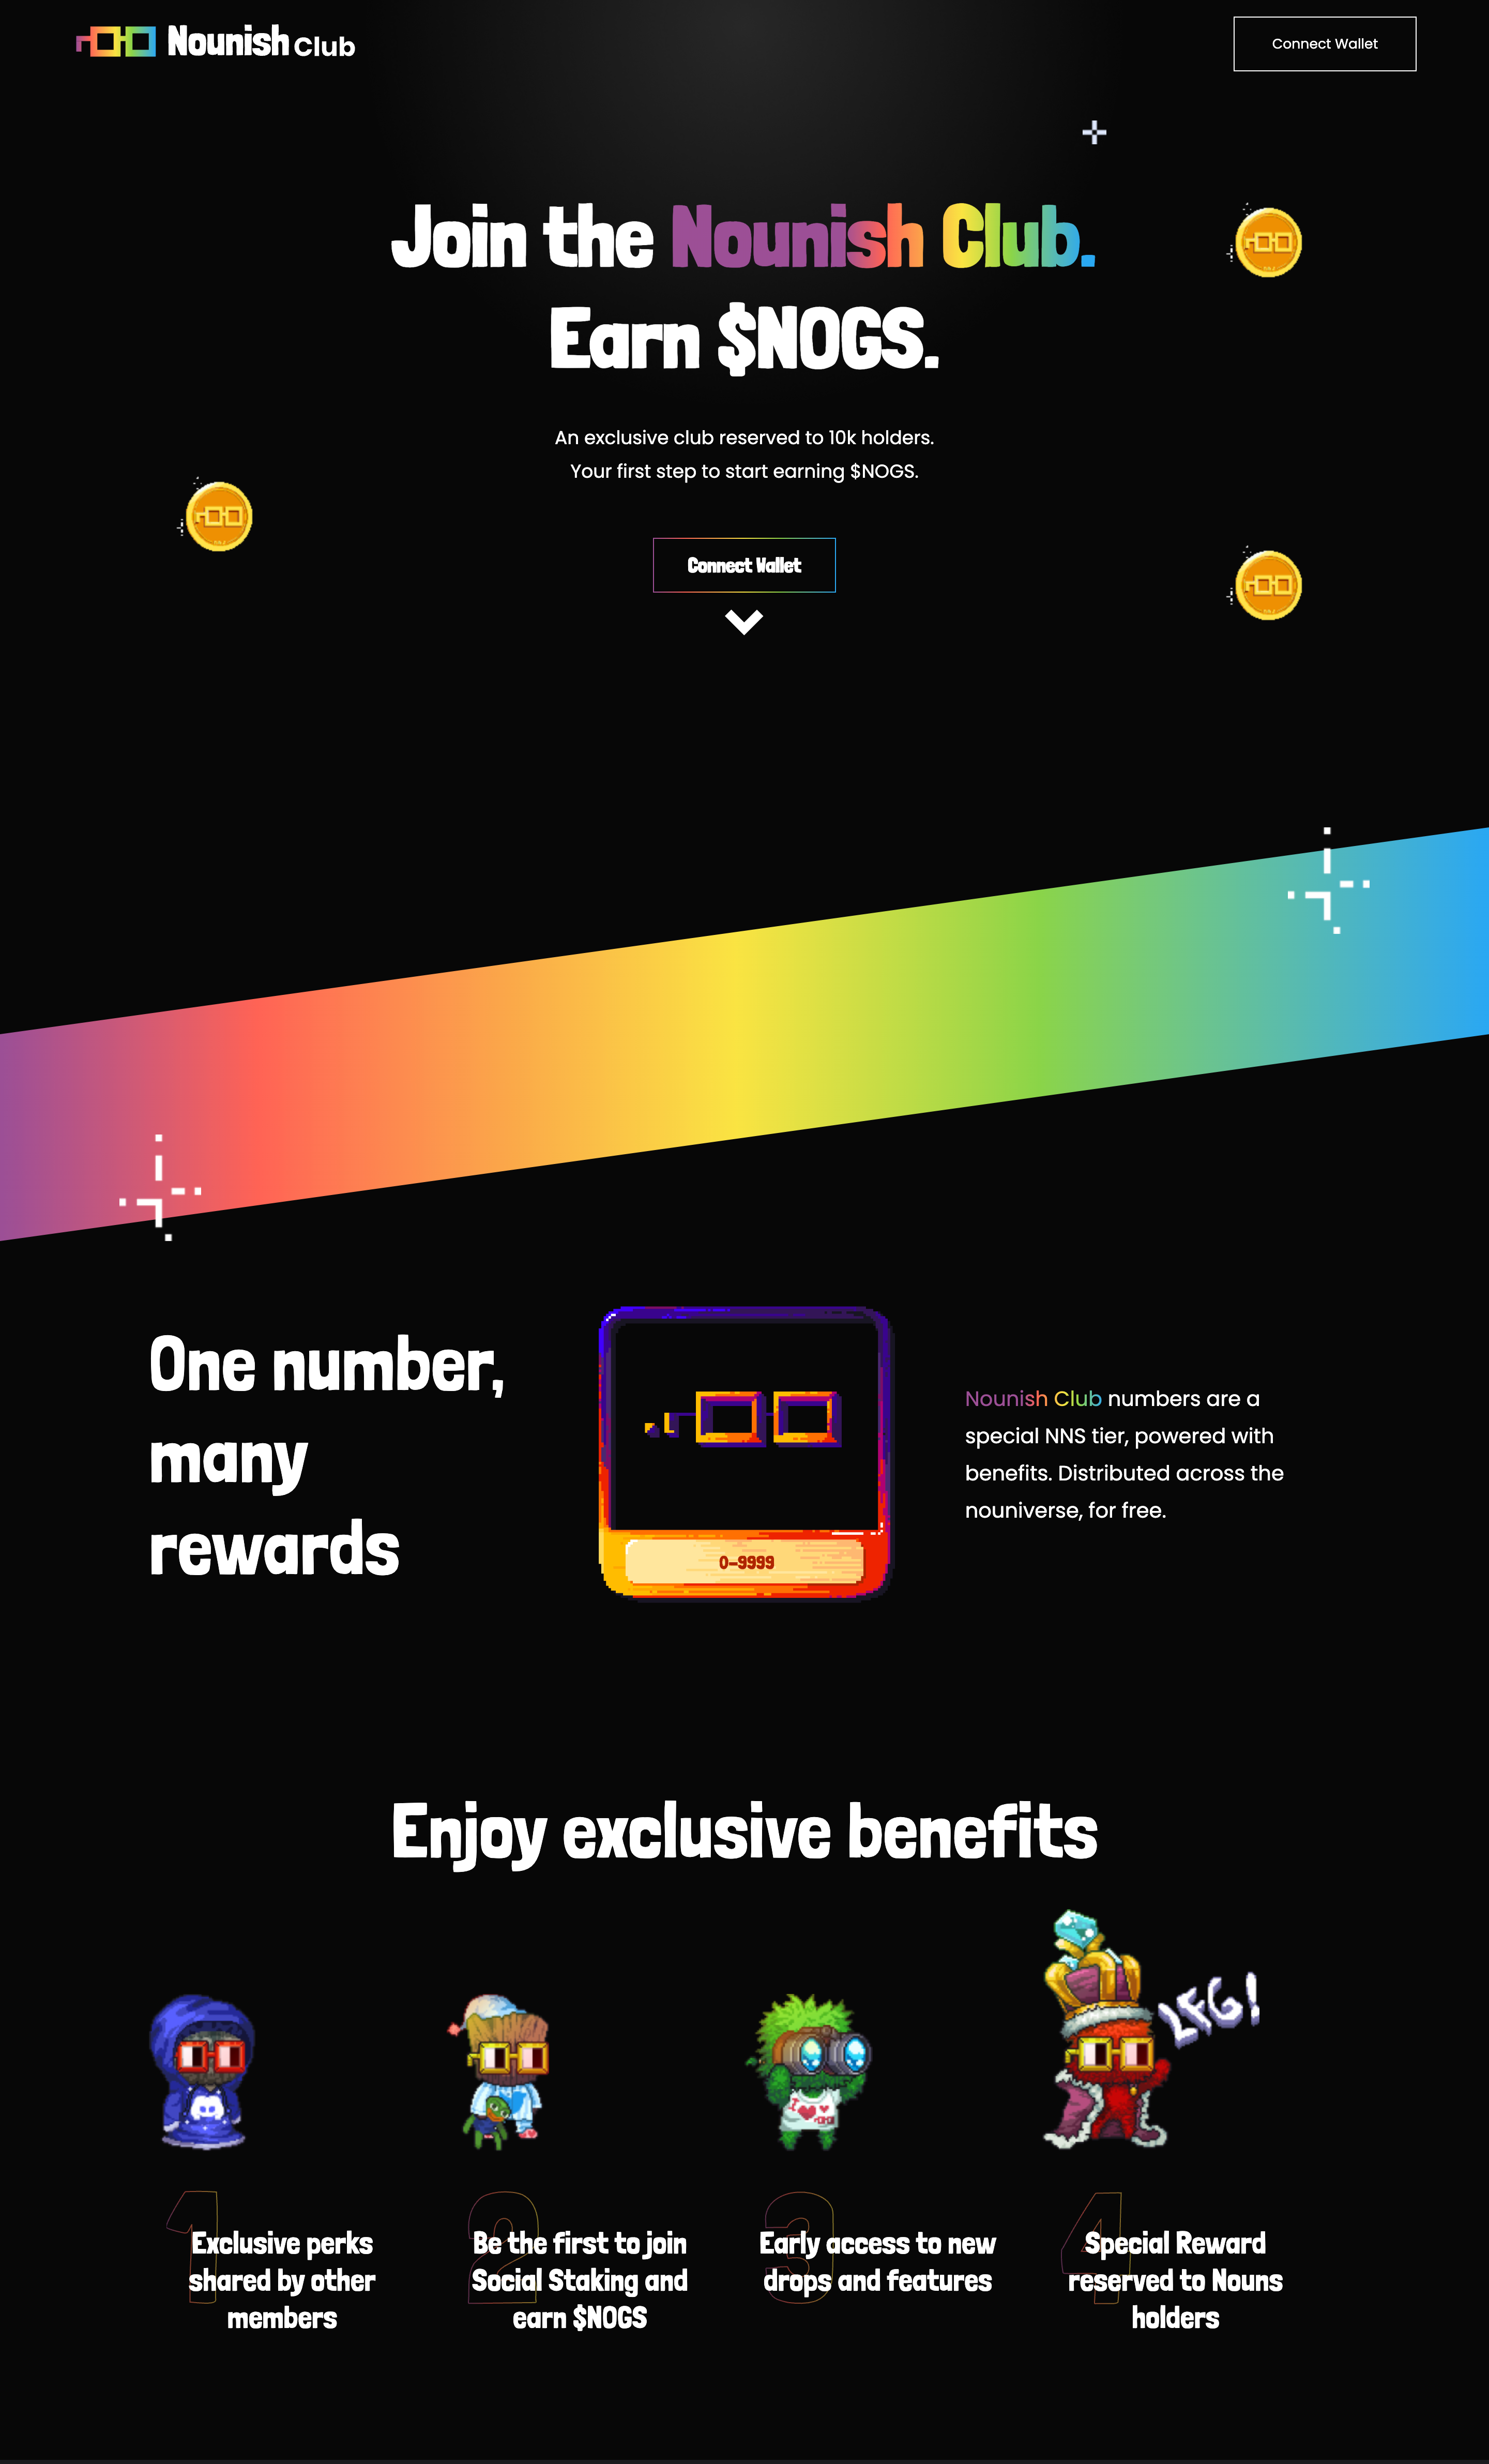 Nounish Club
Connect Wallet
Join the Nounish Club.
Earn $NOGS.
An exclusive club reserved to 10k holders.
Your first step to start earning $NOGS.
Connect Wallet
One number,
many
rewards
0-9999
Nounish Club numbers are a
special NNS tier, powered with
benefits. Distributed across the
nouniverse, for free.
Enjoy exclusive benefits
LFG!
1
Exclusive perks
shared by other
members
2
Be the first to join
Social Staking and
earn $NOGS
3
Early access to new
drops and features
4
Special Reward
reserved to Nouns
holders